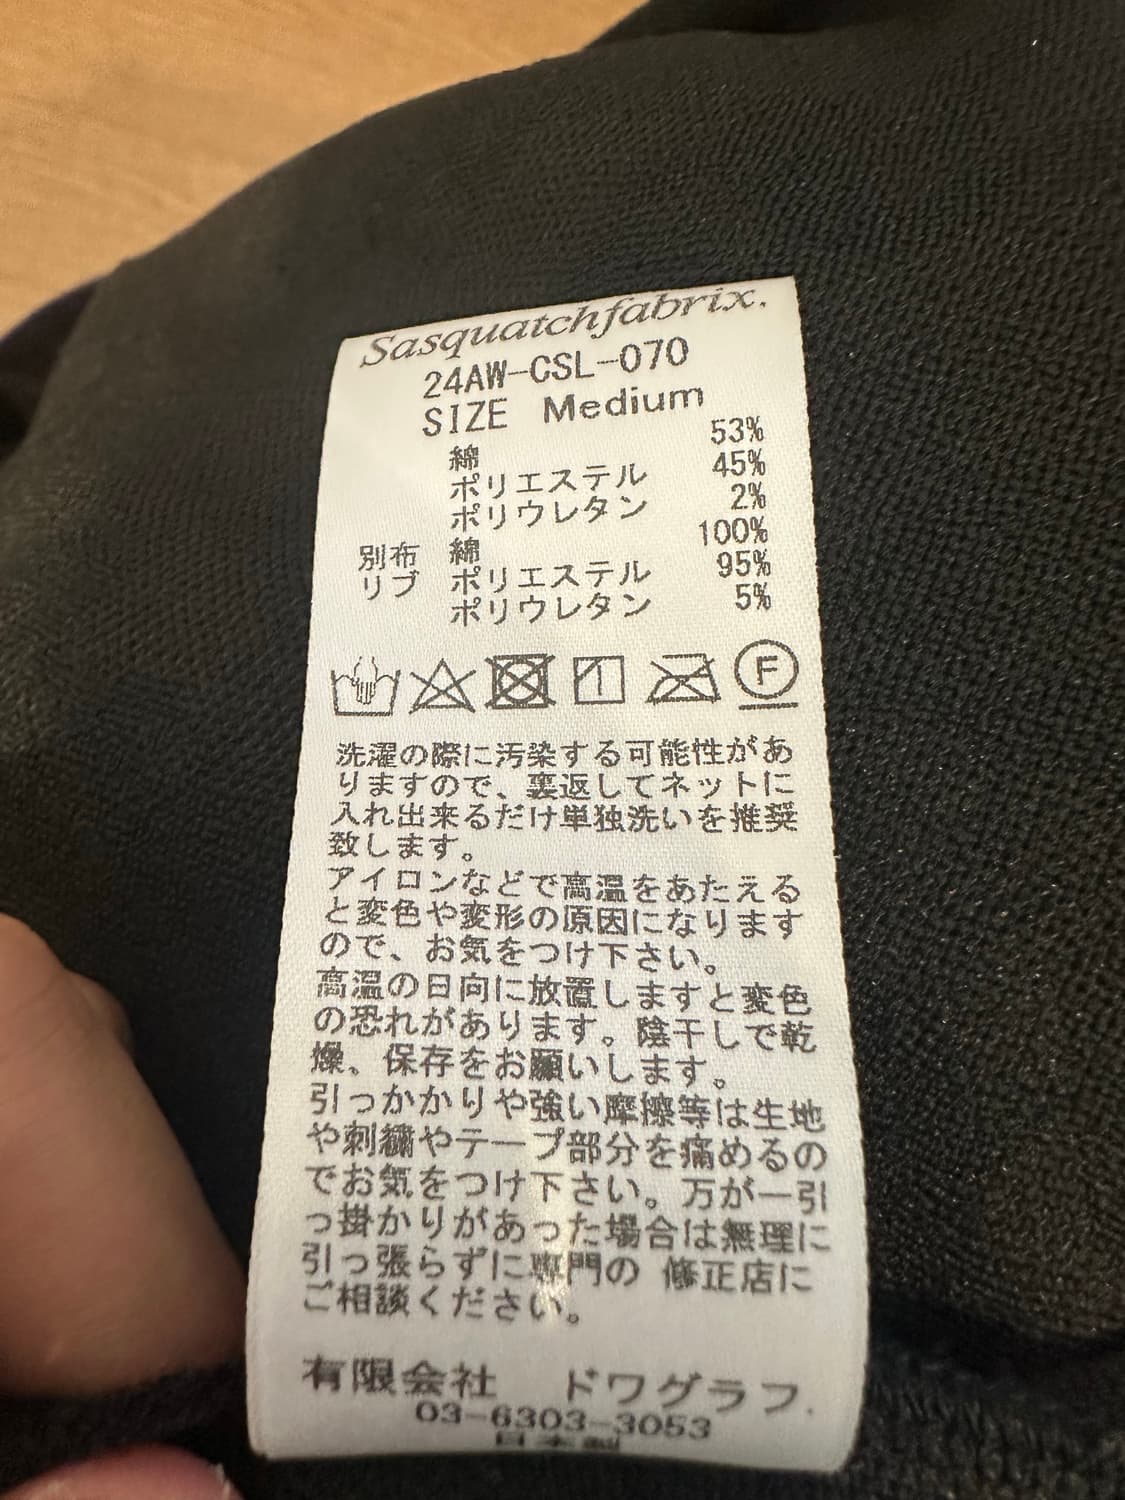 Sasquatchfabrix.
24AW-CSL-070
SIZE Medium
綿 53%
ポリエステル 45%
ポリウレタン 2%
別布 綿 100%
リブ ポリエステル 95%
ポリウレタン 5%
F
洗濯の際に汚染する可能性があ
りますので、裏返してネットに
入れ出来るだけ単独洗いを推奨
致します。
アイロンなどで高温をあたえる
と変色や変形の原因になります
ので、お気をつけ下さい。
高温の日向に放置しますと変色
の恐れがあります。陰干しで乾
燥、保存をお願いします。
引っかかりや強い摩擦等は生地
や刺繍やテープ部分を痛めるの
でお気をつけ下さい。万が一引
っ掛かりがあった場合は無理に
引っ張らずに専門の 修正店に
ご相談ください。
有限会社 ドワグラフ.
03-6303-3053
日本製